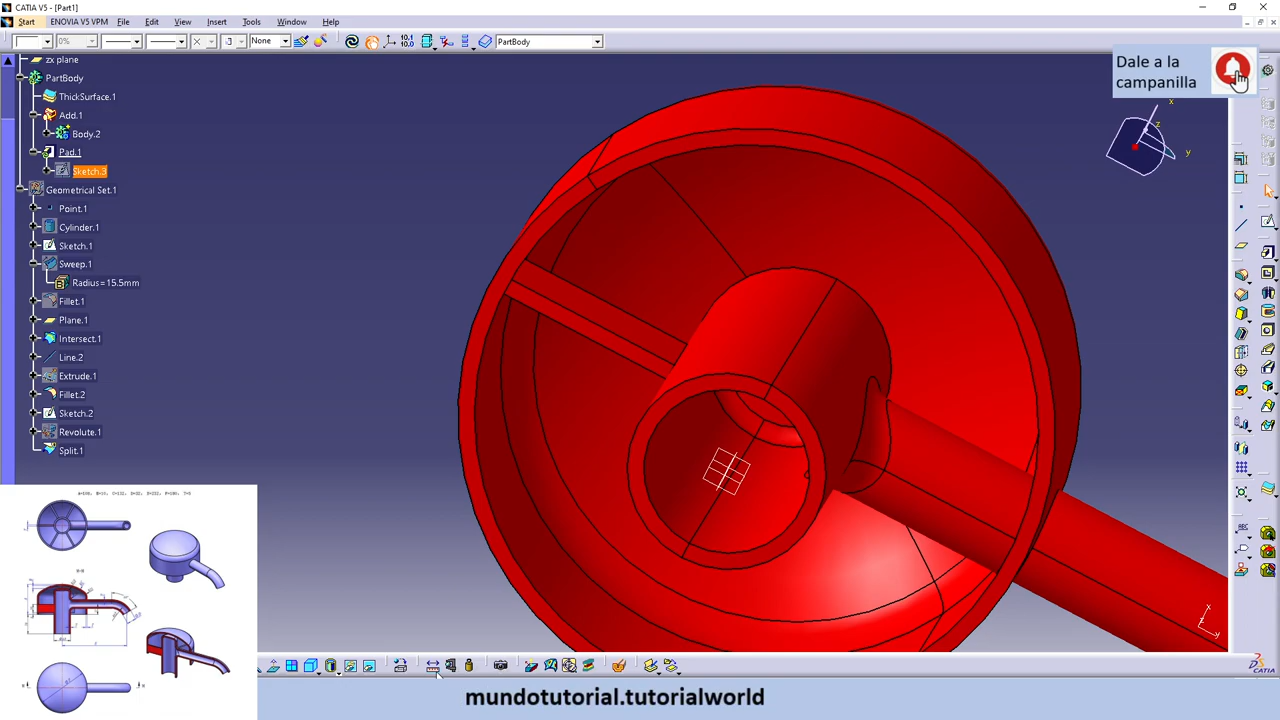 CATIA V5 - [Part1]
Start ENOVIA V5 VPM File Edit View Insert Tools Window Help
0% None 10.1 PartBody
Dale a la
campanilla
zx plane
PartBody
ThickSurface.1
Add.1
Body.2
Pad.1
Sketch.3
Geometrical Set.1
Point.1
Cylinder.1
Sketch.1
Sweep.1
Radius=15.5mm
Fillet.1
Plane.1
Intersect.1
Line.2
Extrude.1
Fillet.2
Sketch.2
Revolute.1
Split.1
x
z
y
x
y
mundotutorial.tutorialworld